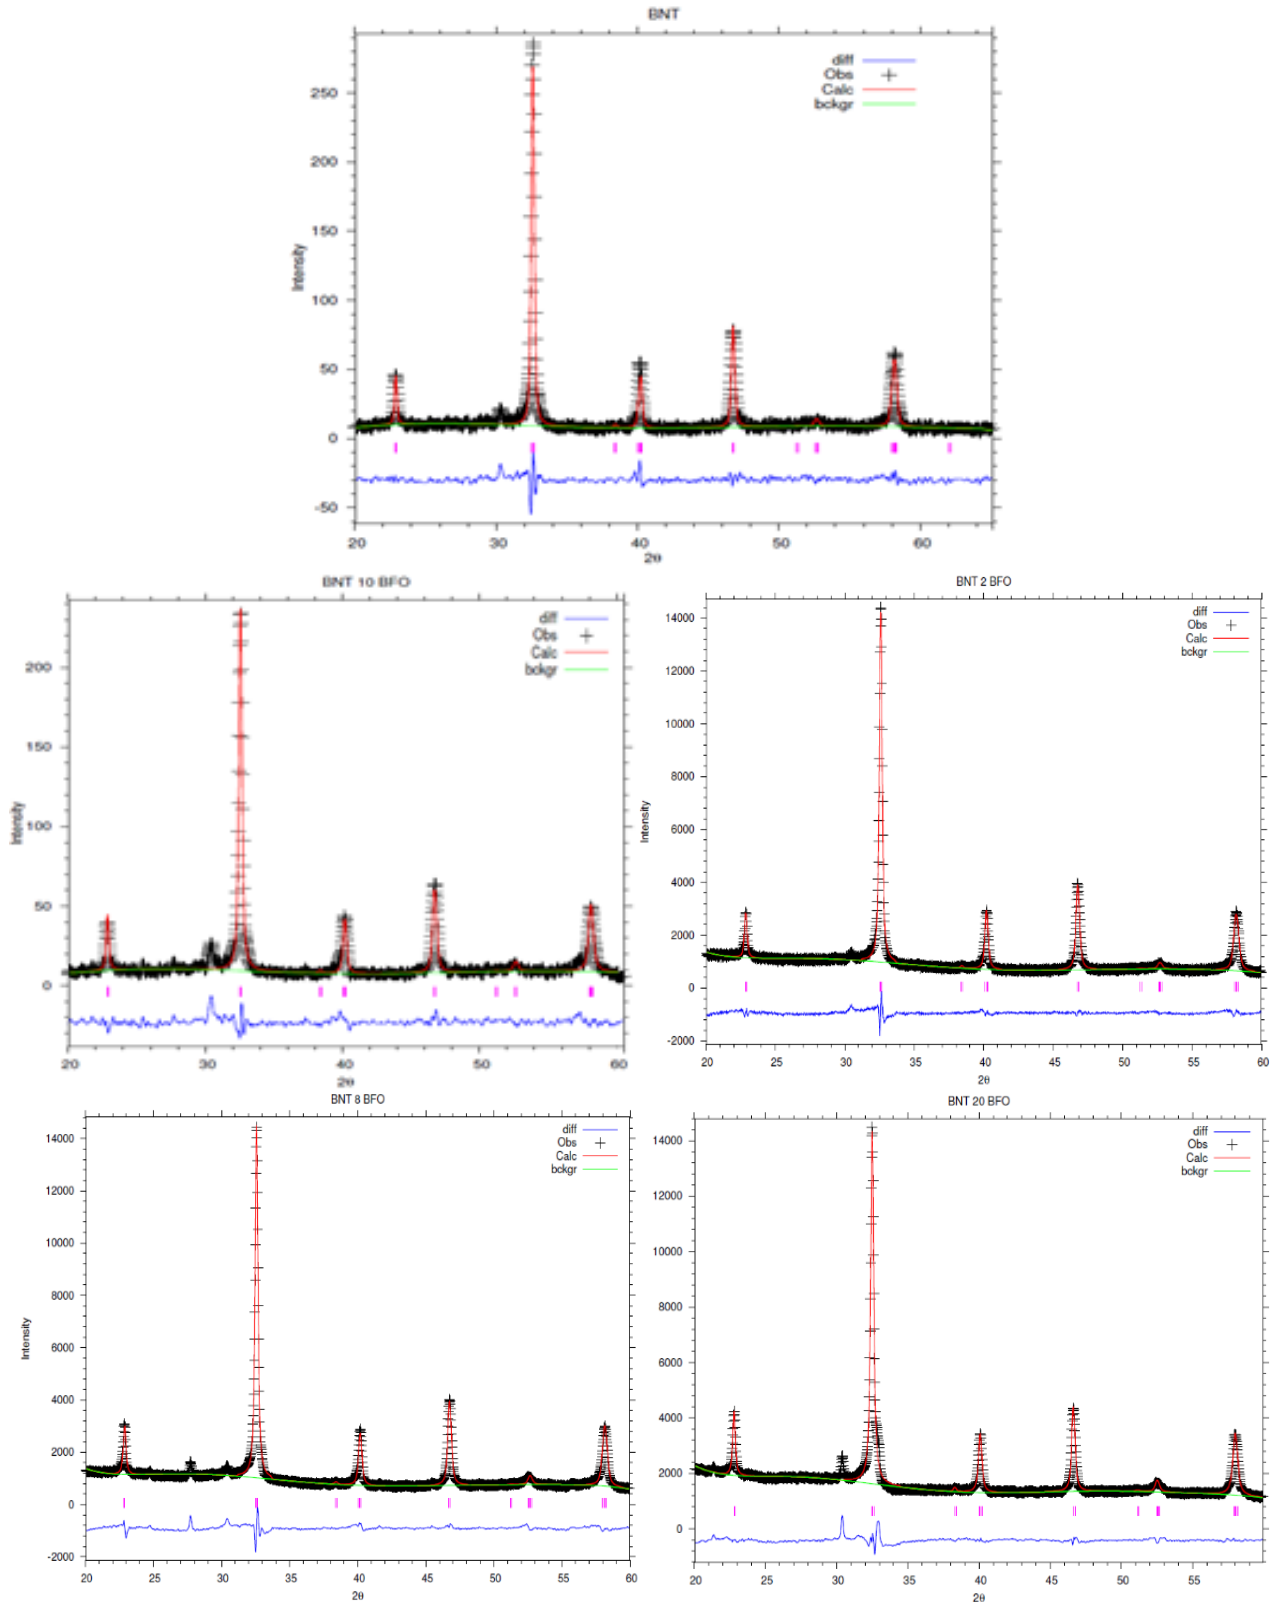 BNT
diff
Obs
Calc
bckgr
250
200
150
100
50
0
-50
Intensity
20 30 40 50 60
2θ
BNT 10 BFO
diff
Obs
Calc
bckgr
200
150
100
50
0
Intensity
20 30 40 50 60
2θ
BNT 2 BFO
diff
Obs
Calc
bckgr
14000
12000
10000
8000
6000
4000
2000
0
-2000
Intensity
20 25 30 35 40 45 50 55 60
2θ
BNT 8 BFO
diff
Obs
Calc
bckgr
14000
12000
10000
8000
6000
4000
2000
0
-2000
Intensity
20 25 30 35 40 45 50 55 60
2θ
BNT 20 BFO
diff
Obs
Calc
bckgr
14000
12000
10000
8000
6000
4000
2000
0
20 25 30 35 40 45 50 55
2θ